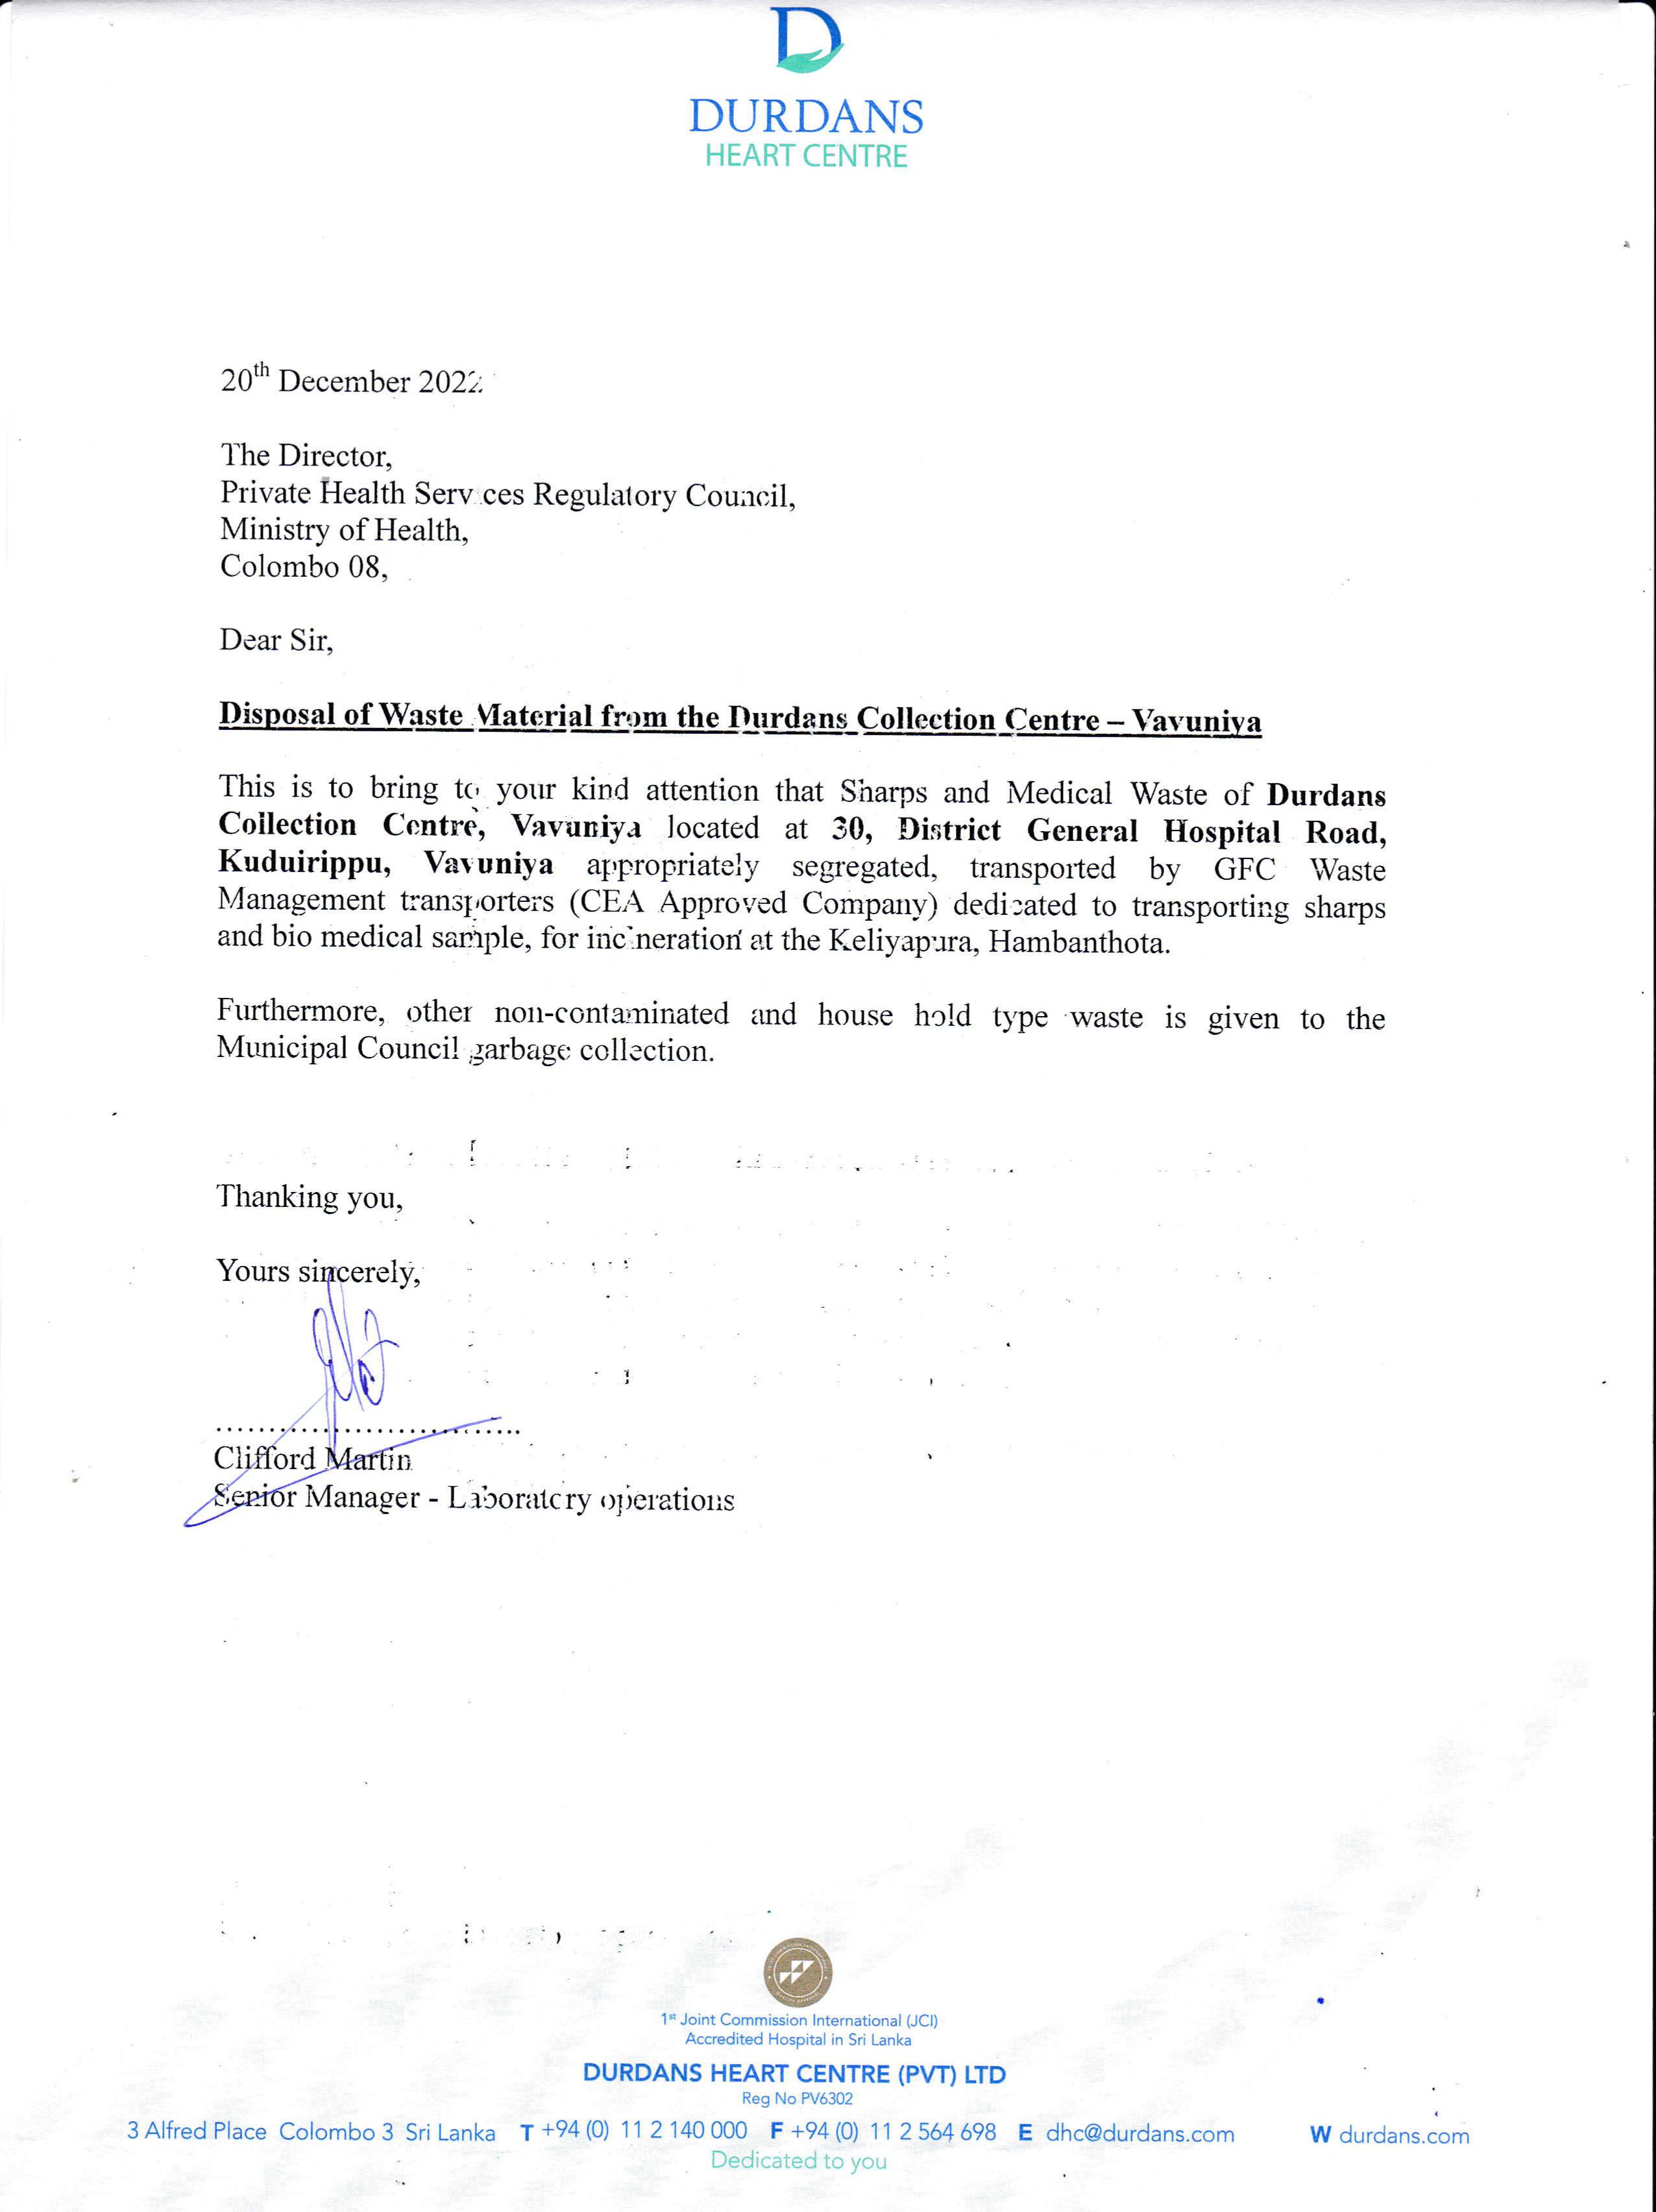 D
DURDANS
HEART CENTRE
20th December 2022
The Director,
Private Health Services Regulatory Council,
Ministry of Health,
Colombo 08,
Dear Sir,
Disposal of Waste Material from the Durdans Collection Centre – Vavuniya
This is to bring to your kind attention that Sharps and Medical Waste of Durdans
Collection Centre, Vavuniya located at 30, District General Hospital Road,
Kuduirippu, Vavuniya appropriately segregated, transported by GFC Waste
Management transporters (CEA Approved Company) dedicated to transporting sharps
and bio medical sample, for incineration at the Keliyapura, Hambanthota.
Furthermore, other non-contaminated and house hold type waste is given to the
Municipal Council garbage collection.
Thanking you,
Yours sincerely,
Clifford Martin
Senior Manager - Laboratory operations
1st Joint Commission International (JCI)
Accredited Hospital in Sri Lanka
DURDANS HEART CENTRE (PVT) LTD
Reg No PV6302
3 Alfred Place Colombo 3 Sri Lanka T +94 (0) 11 2 140 000 F +94 (0) 11 2 564 698 E dhc@durdans.com W durdans.com
Dedicated to you